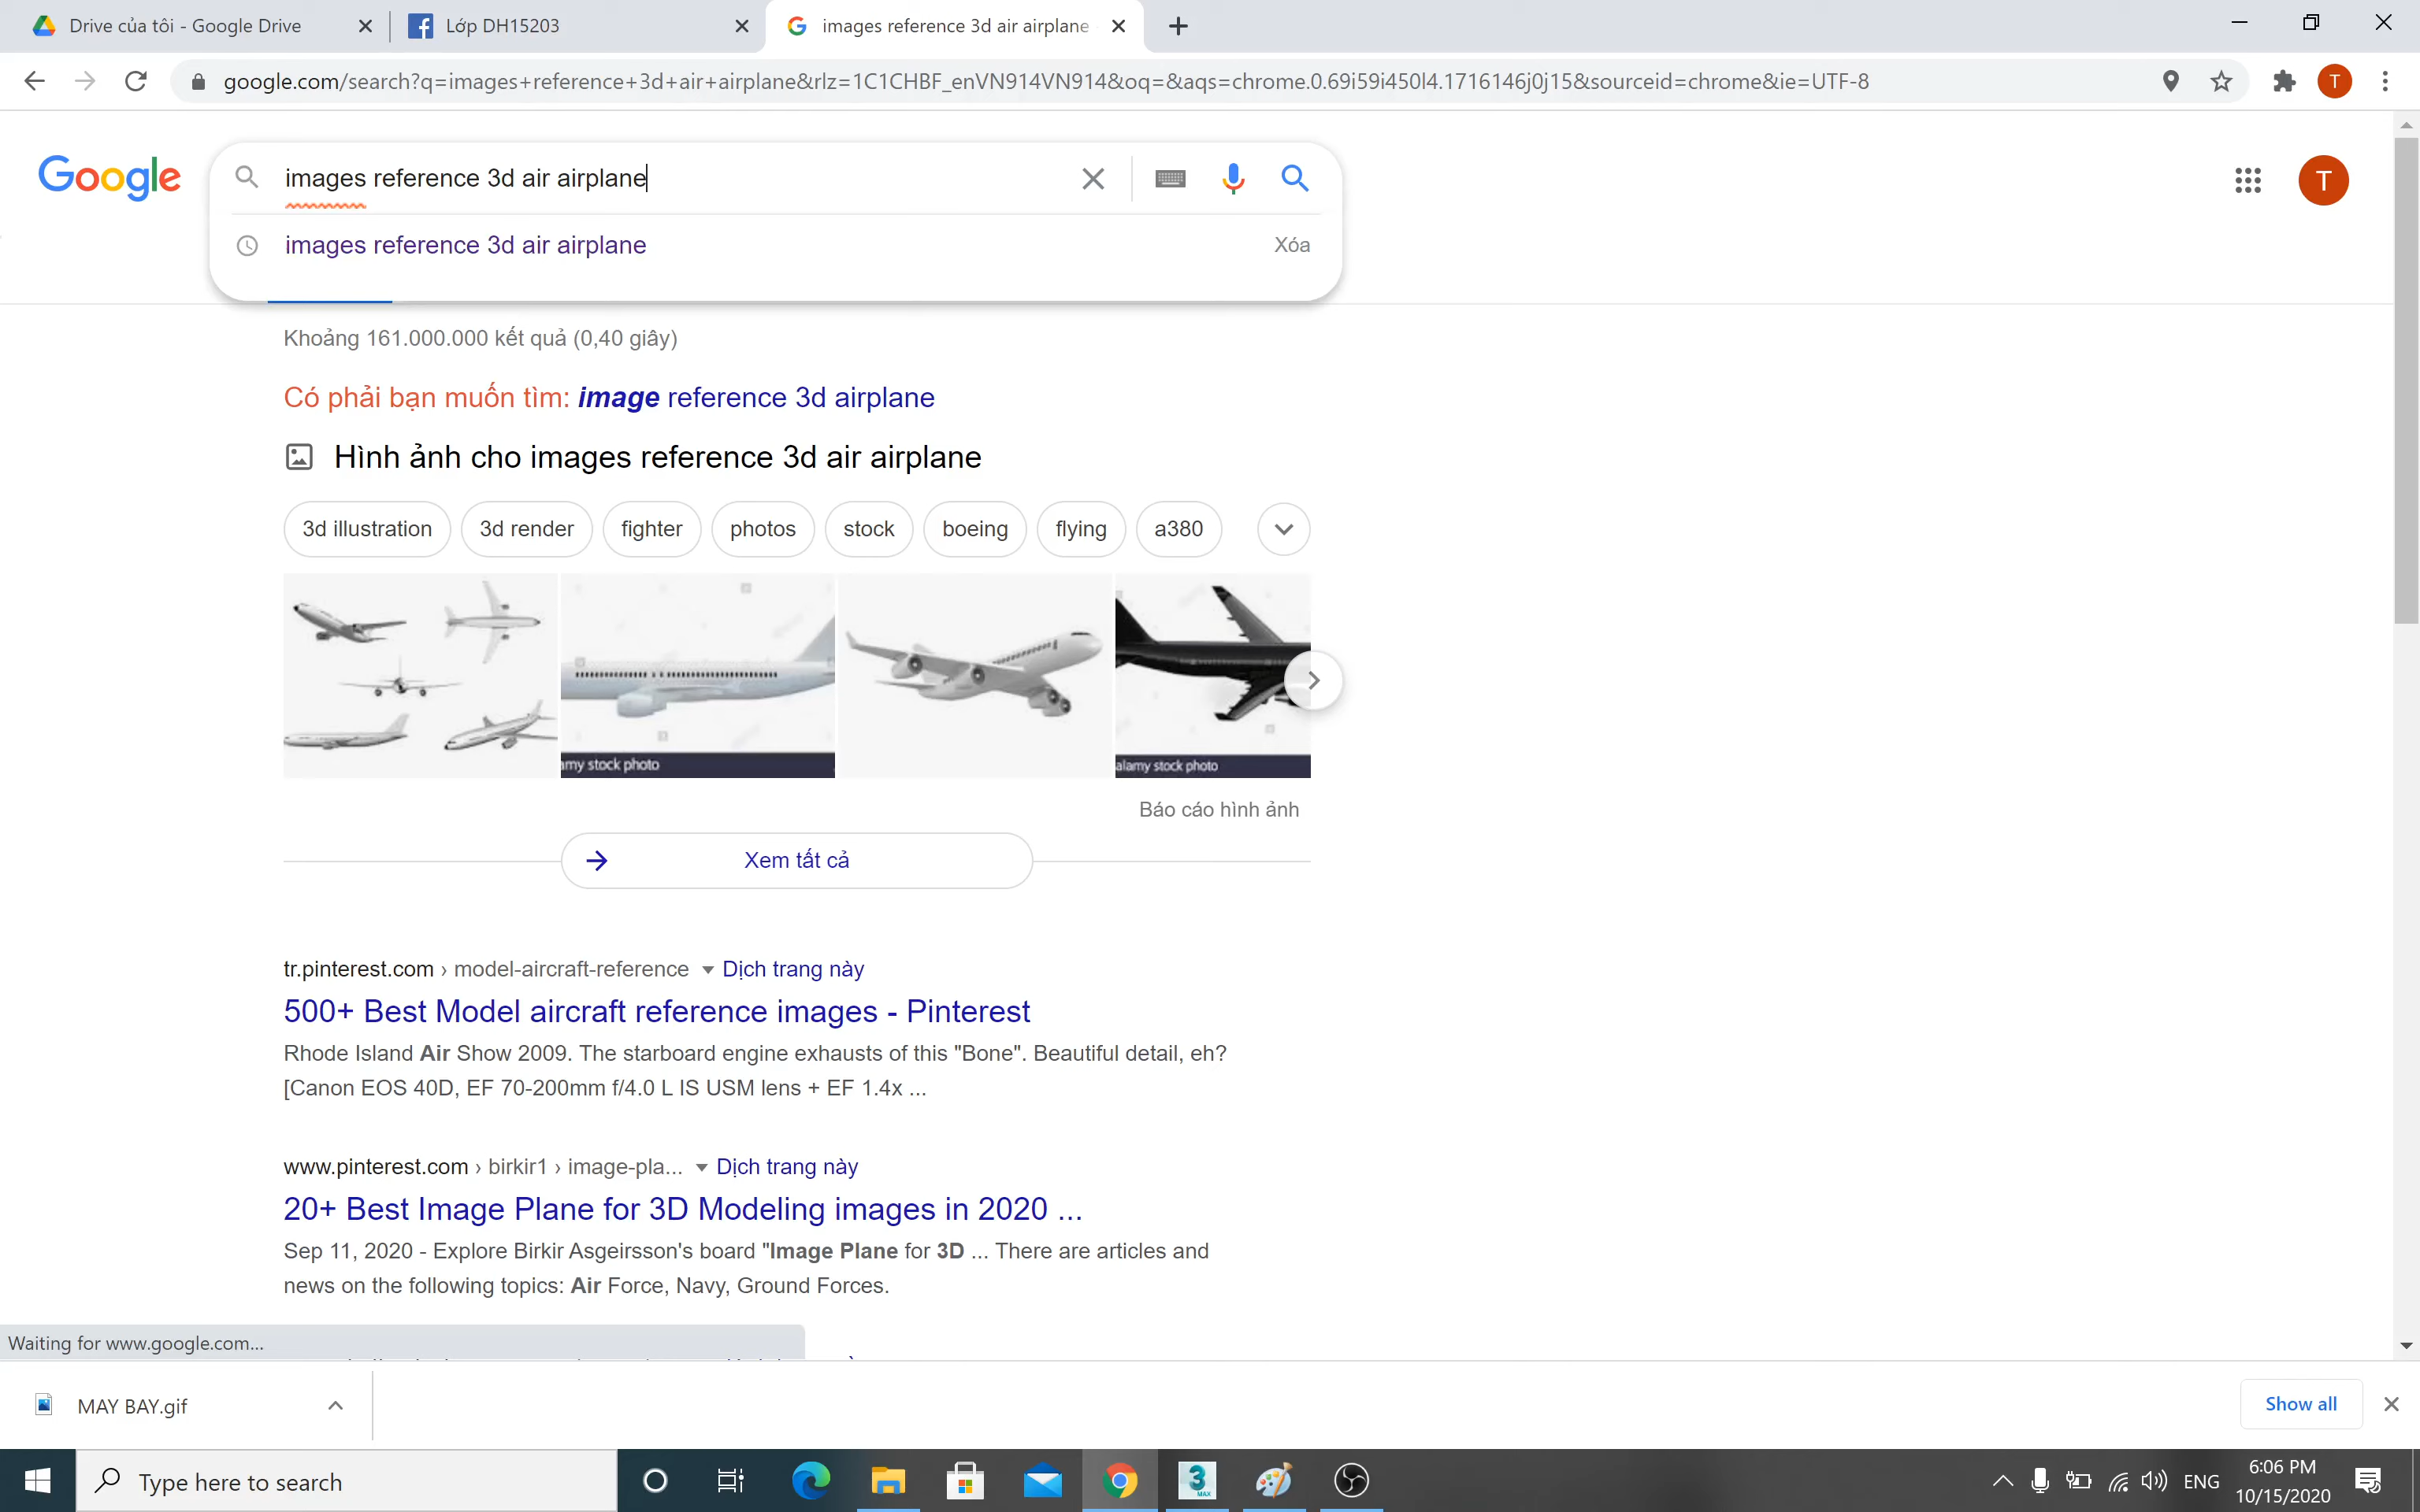 Drive của tôi - Google Drive
Lớp DH15203
images reference 3d air airplane
google.com/search?q=images+reference+3d+air+airplane&rlz=1C1CHBF_enVN914VN914&oq=&aqs=chrome.0.69i59i450l4.1716146j0j15&sourceid=chrome&ie=UTF-8
T
Google
images reference 3d air airplane
T
images reference 3d air airplane
Xóa
Khoảng 161.000.000 kết quả (0,40 giây)
Có phải bạn muốn tìm: image reference 3d airplane
Hình ảnh cho images reference 3d air airplane
3d illustration
3d render
fighter
photos
stock
boeing
flying
a380
amy stock photo
alamy stock photo
Báo cáo hình ảnh
Xem tất cả
tr.pinterest.com › model-aircraft-reference Dịch trang này
500+ Best Model aircraft reference images - Pinterest
Rhode Island Air Show 2009. The starboard engine exhausts of this "Bone". Beautiful detail, eh?
[Canon EOS 40D, EF 70-200mm f/4.0 L IS USM lens + EF 1.4x ...
www.pinterest.com › birkir1 › image-pla... Dịch trang này
20+ Best Image Plane for 3D Modeling images in 2020 ...
Sep 11, 2020 - Explore Birkir Asgeirsson's board "Image Plane for 3D ... There are articles and
news on the following topics: Air Force, Navy, Ground Forces.
Waiting for www.google.com...
MAY BAY.gif
Show all
Type here to search
3
MAX
ENG
6:06 PM
10/15/2020